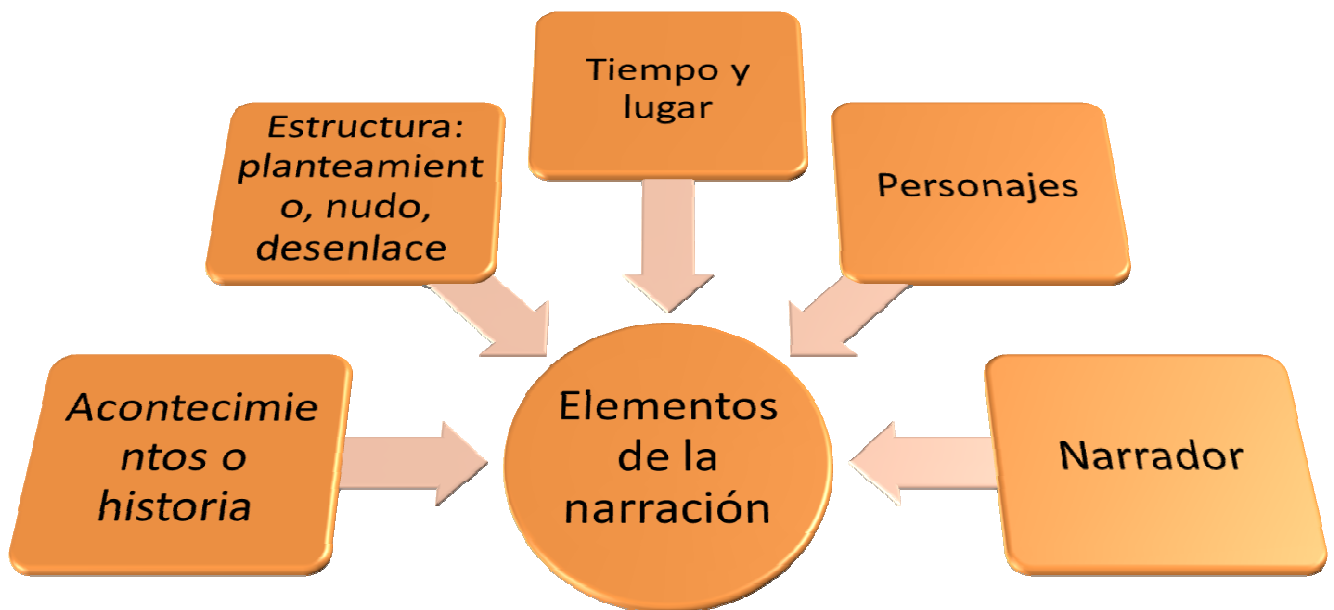 Tiempo y
lugar
Estructura:
planteamient
o, nudo,
desenlace
Personajes
Acontecimie
ntos o
historia
Elementos
de la
narración
Narrador